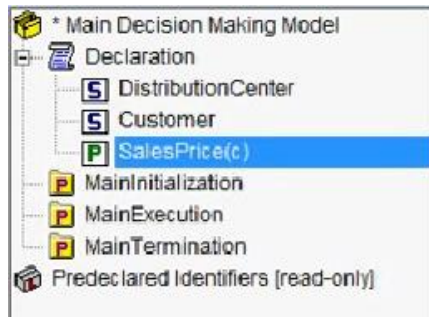 * Main Decision Making Model
Declaration
S DistributionCenter
S Customer
P SalesPrice(c)
P MainInitialization
P MainExecution
P MainTermination
Predeclared Identifiers [read-only]